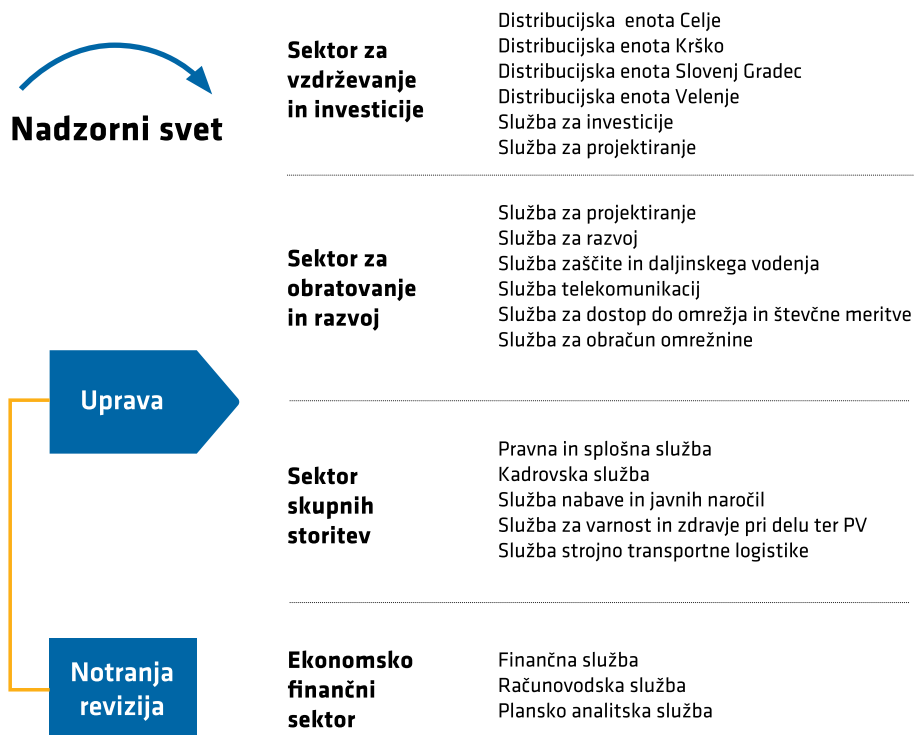 Nadzorni svet
Sektor za
vzdrževanje
in investicije
Distribucijska enota Celje
Distribucijska enota Krško
Distribucijska enota Slovenj Gradec
Distribucijska enota Velenje
Služba za investicije
Služba za projektiranje
Sektor za
obratovanje
in razvoj
Služba za projektiranje
Služba za razvoj
Služba zaščite in daljinskega vodenja
Služba telekomunikacij
Služba za dostop do omrežja in števčne meritve
Služba za obračun omrežnine
Uprava
Sektor
skupnih
storitev
Pravna in splošna služba
Kadrovska služba
Služba nabave in javnih naročil
Služba za varnost in zdravje pri delu ter PV
Služba strojno transportne logistike
Notranja
revizija
Ekonomsko
finančni
sektor
Finančna služba
Računovodska služba
Plansko analitska služba